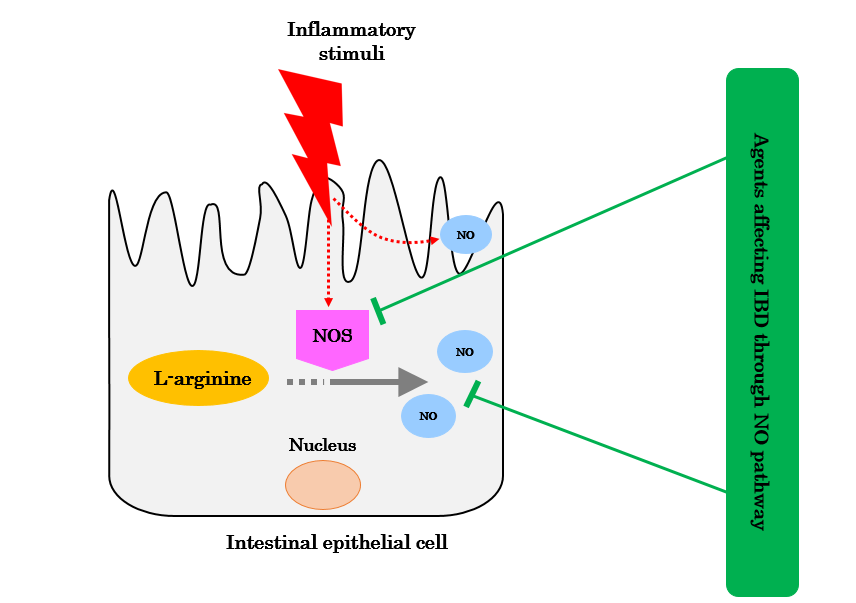 Inflammatory
stimuli
NO
NOS
NO
L-arginine
NO
Nucleus
Intestinal epithelial cell
Agents affecting IBD through NO pathway